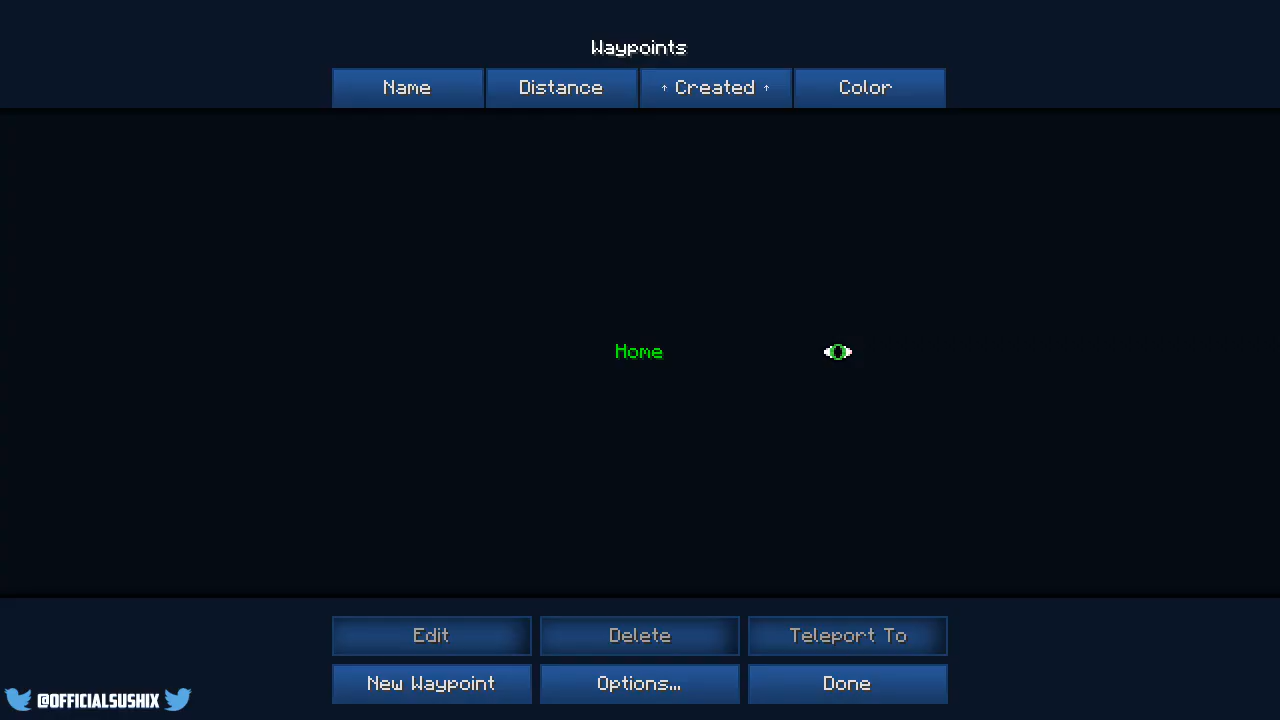 Waypoints
Name Distance ↑ Created ↑ Color
Home
Edit Delete Teleport To
New Waypoint Options... Done
@OFFICIALSUSHIX